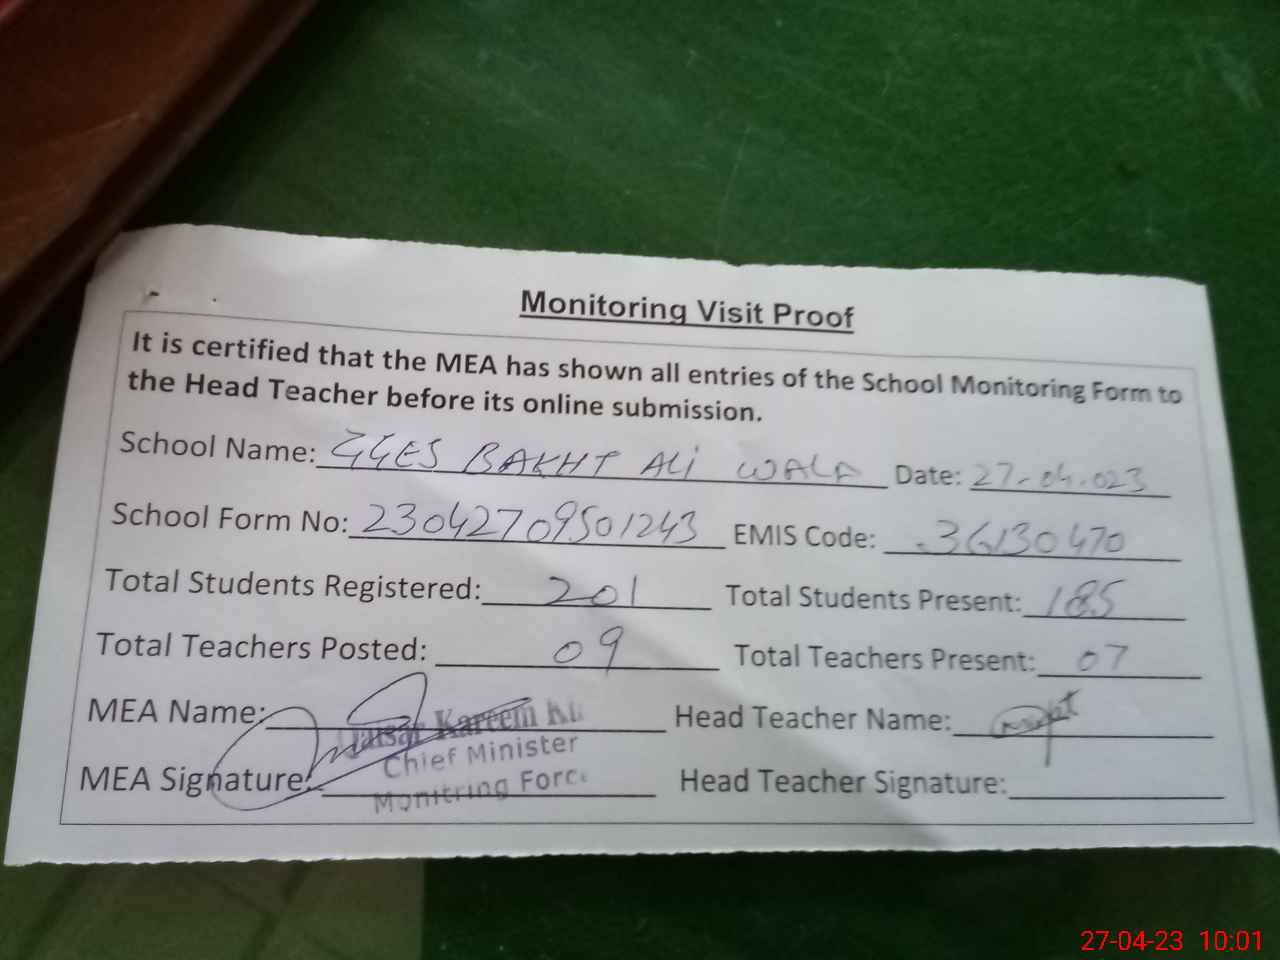 Monitoring Visit Proof
It is certified that the MEA has shown all entries of the School Monitoring Form to
the Head Teacher before its online submission.
School Name: GGES BAKHT ALi WALA Date: 27-04-023
School Form No: 23042709501243 EMIS Code: 36130470
Total Students Registered: 201 Total Students Present: 185
Total Teachers Posted: 09 Total Teachers Present: 07
MEA Name: Kareem Head Teacher Name:
Chief Minister
MEA Signature: Head Teacher Signature:
Monitring Force
27-04-23 10:01